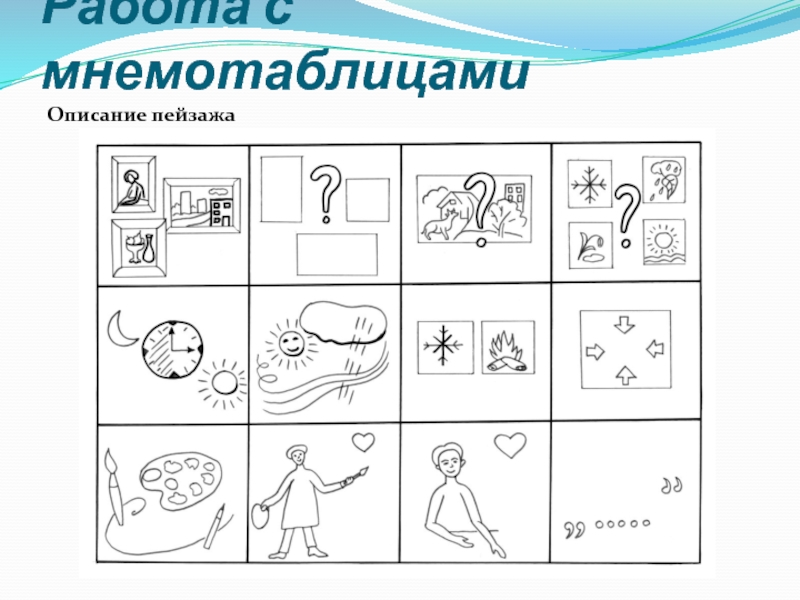 Работа с
мнемотаблицами
Описание пейзажа
? ? ?